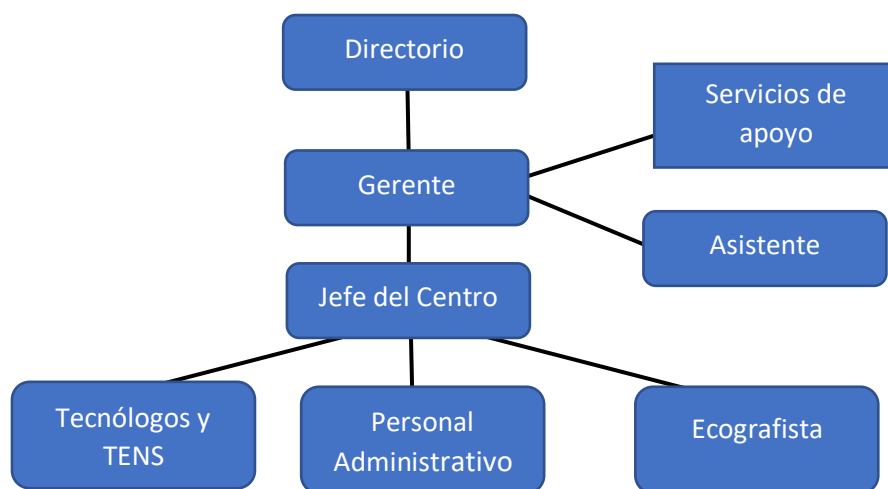 Directorio
Servicios de
apoyo
Gerente
Asistente
Jefe del Centro
Tecnólogos y
TENS
Personal
Administrativo
Ecografista